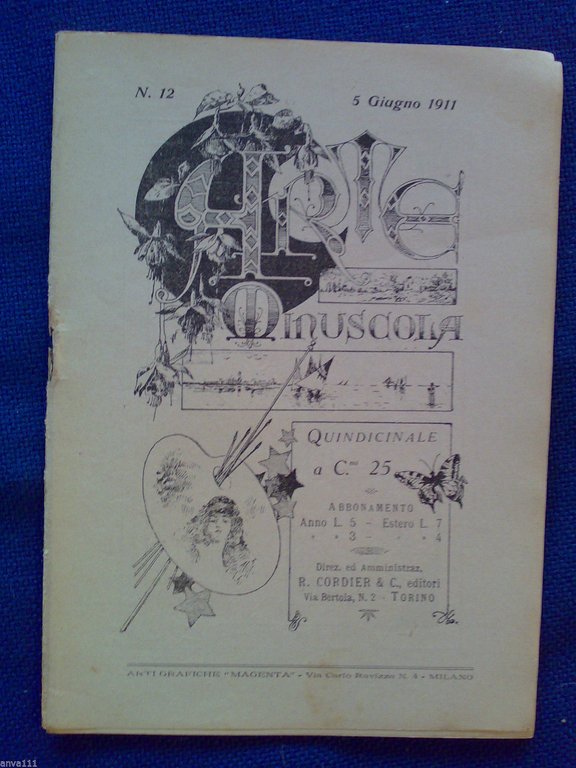 N. 12
5 Giugno 1911
ARTE
MINUSCOLA
QUINDICINALE
a C.mi 25
ABBONAMENTO
Anno L. 5 - Estero L. 7
" " 3 - " " 4
Direz. ed Amministraz.
R. CORDIER & C., editori
Via Bertola, N. 2 - TORINO
ARTI GRAFICHE "MAGENTA" - Via Carlo Ravizza N. 4 - MILANO
anva111